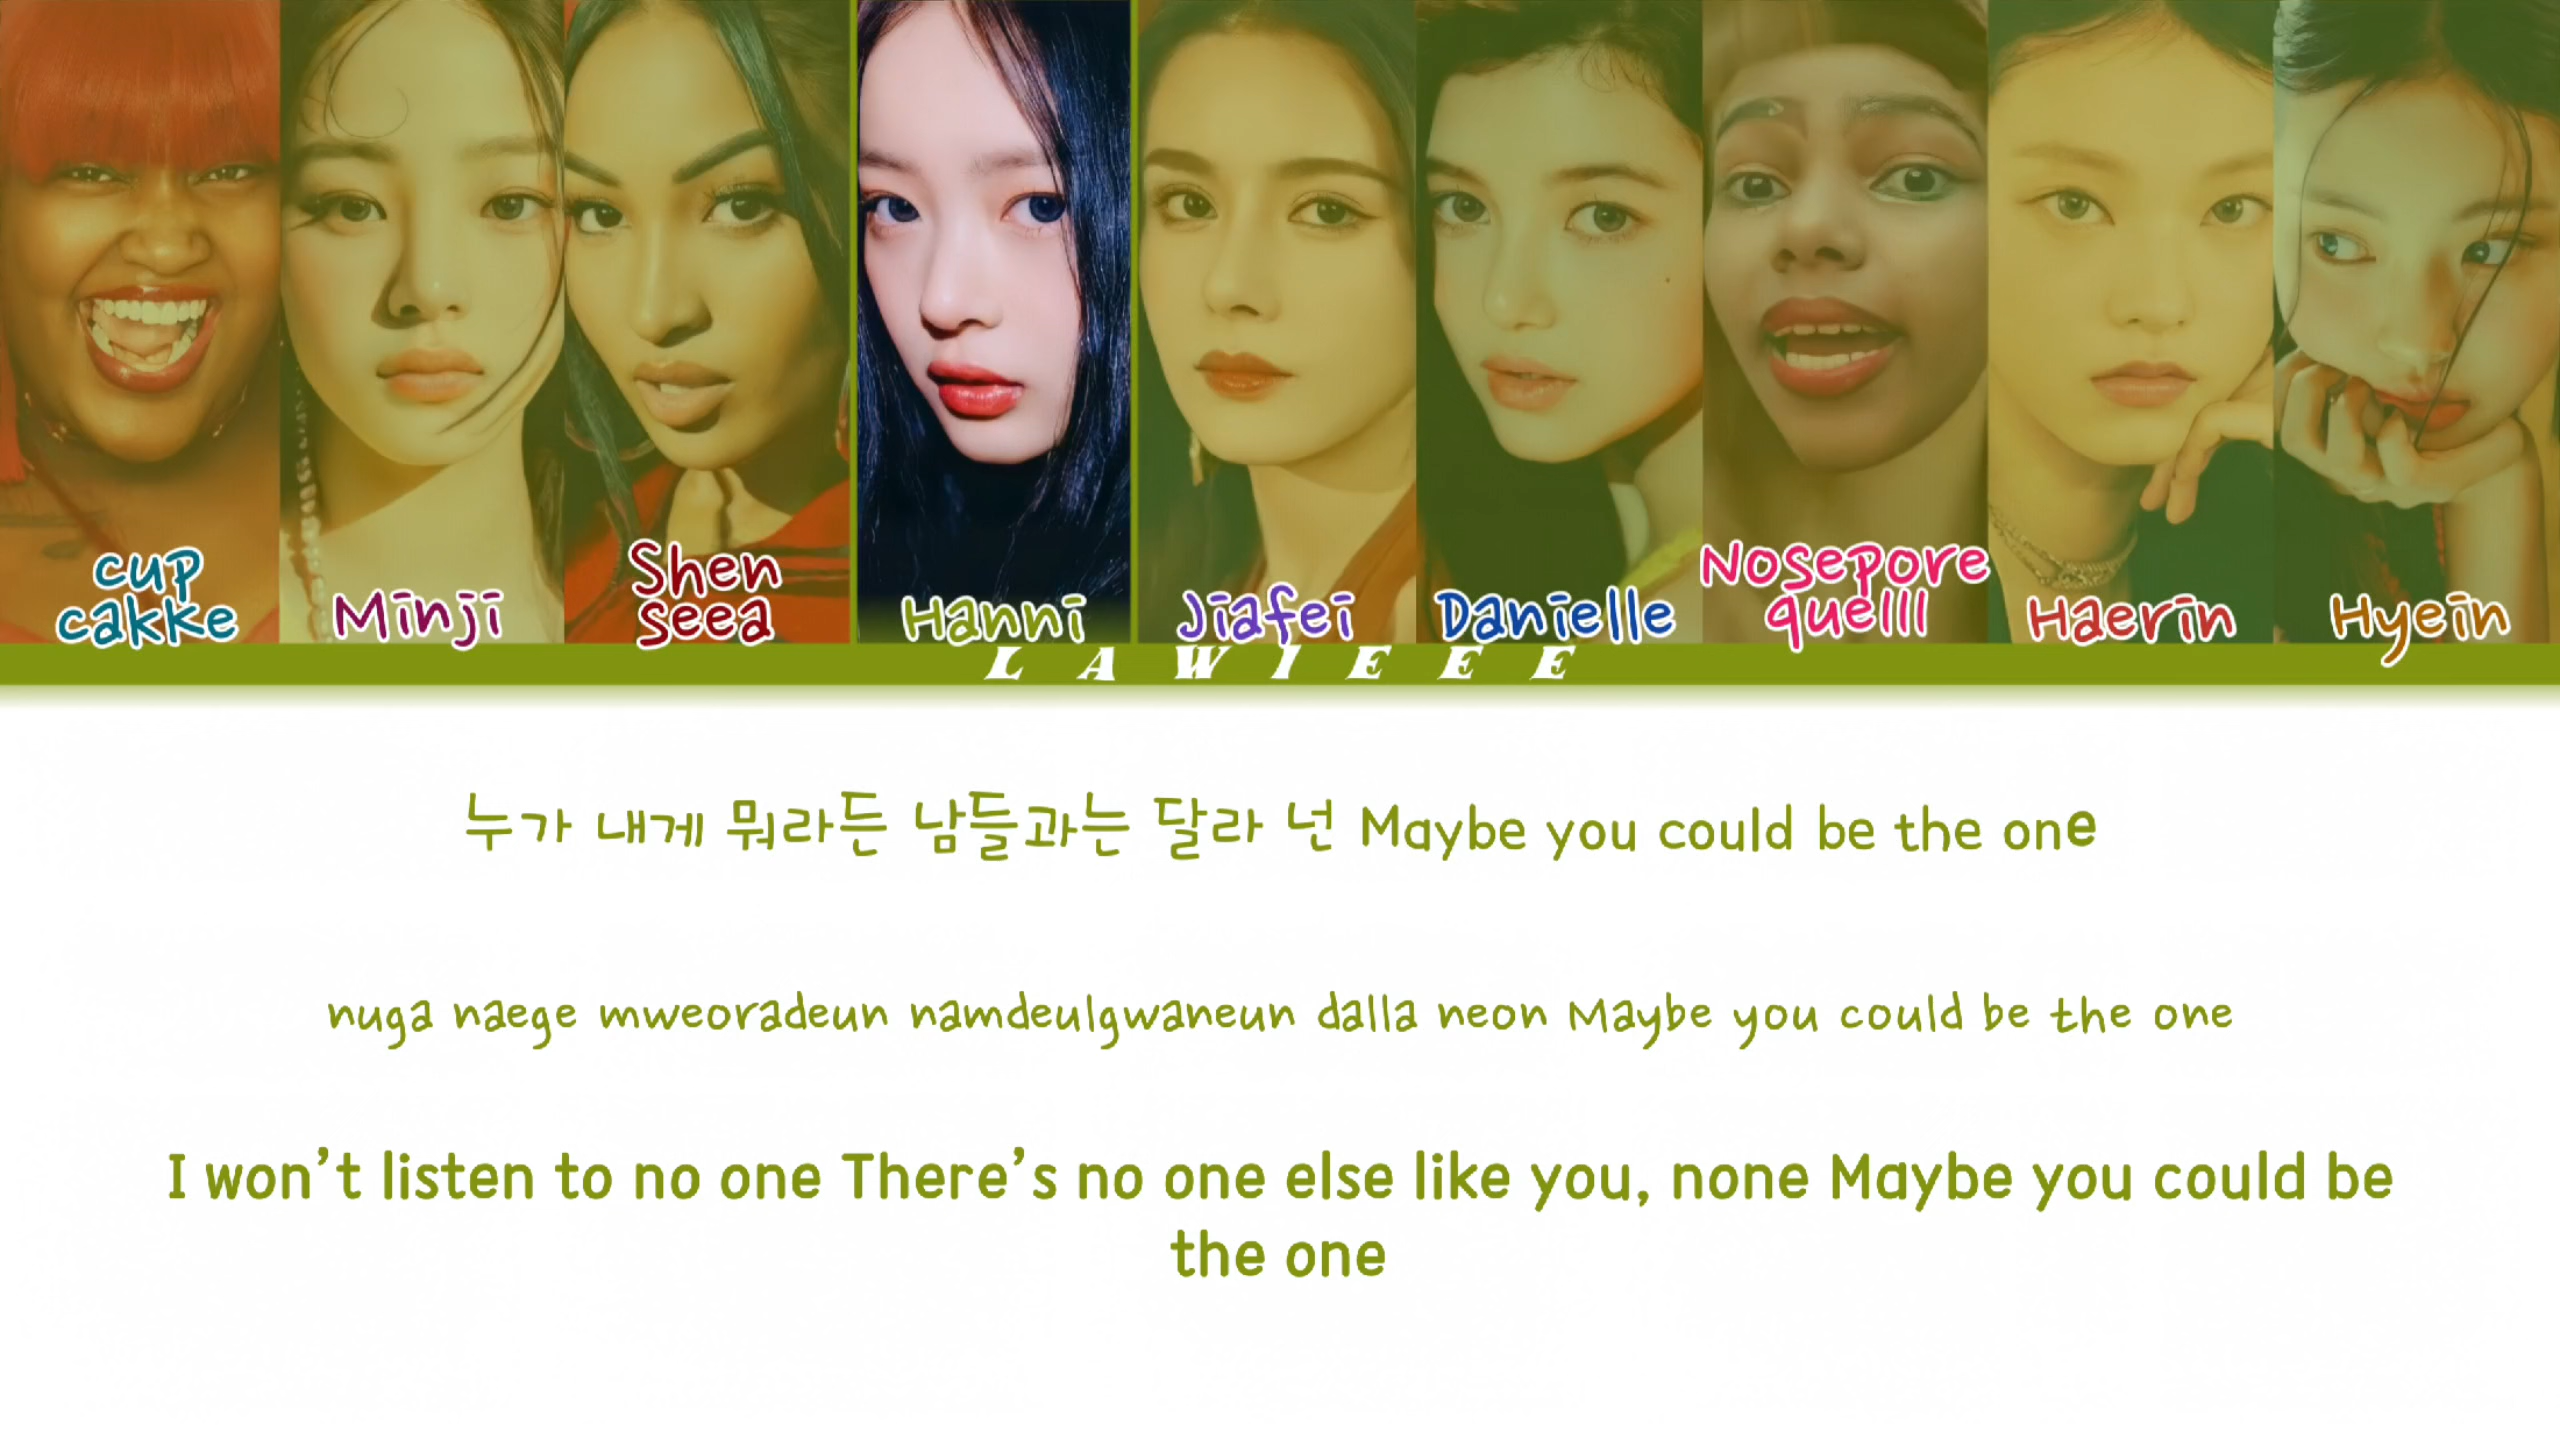 cup
cakke
Minji
Shen
seea
Hanni
Jiafei
Danielle
Nosepore
quelll
Haerin
Hyein
LAWIEEE
누가 내게 뭐라든 남들과는 달라 넌 Maybe you could be the one
nuga naege mweoradeun namdeulgwaneun dalla neon Maybe you could be the one
I won't listen to no one There's no one else like you, none Maybe you could be
the one